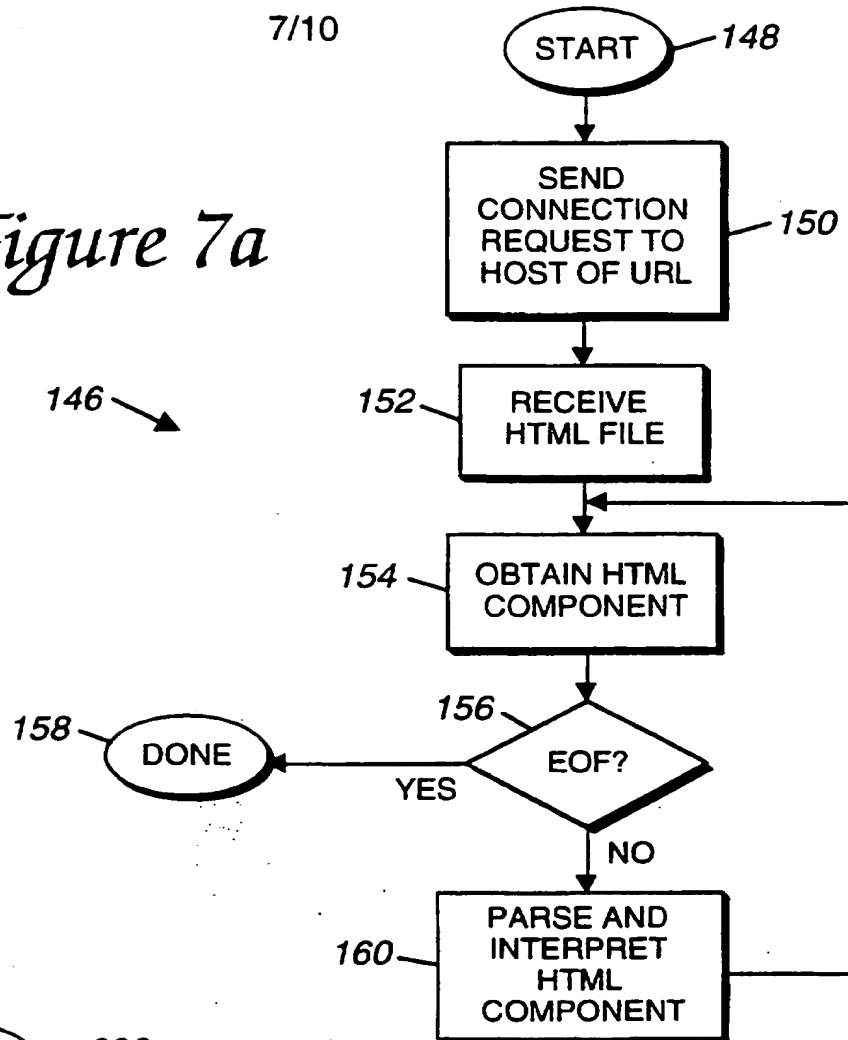 7/10
START
148
SEND
CONNECTION
REQUEST TO
HOST OF URL
150
Figure 7a
146
152
RECEIVE
HTML FILE
154
OBTAIN HTML
COMPONENT
156
158
DONE
EOF?
YES
NO
160
PARSE AND
INTERPRET
HTML
COMPONENT